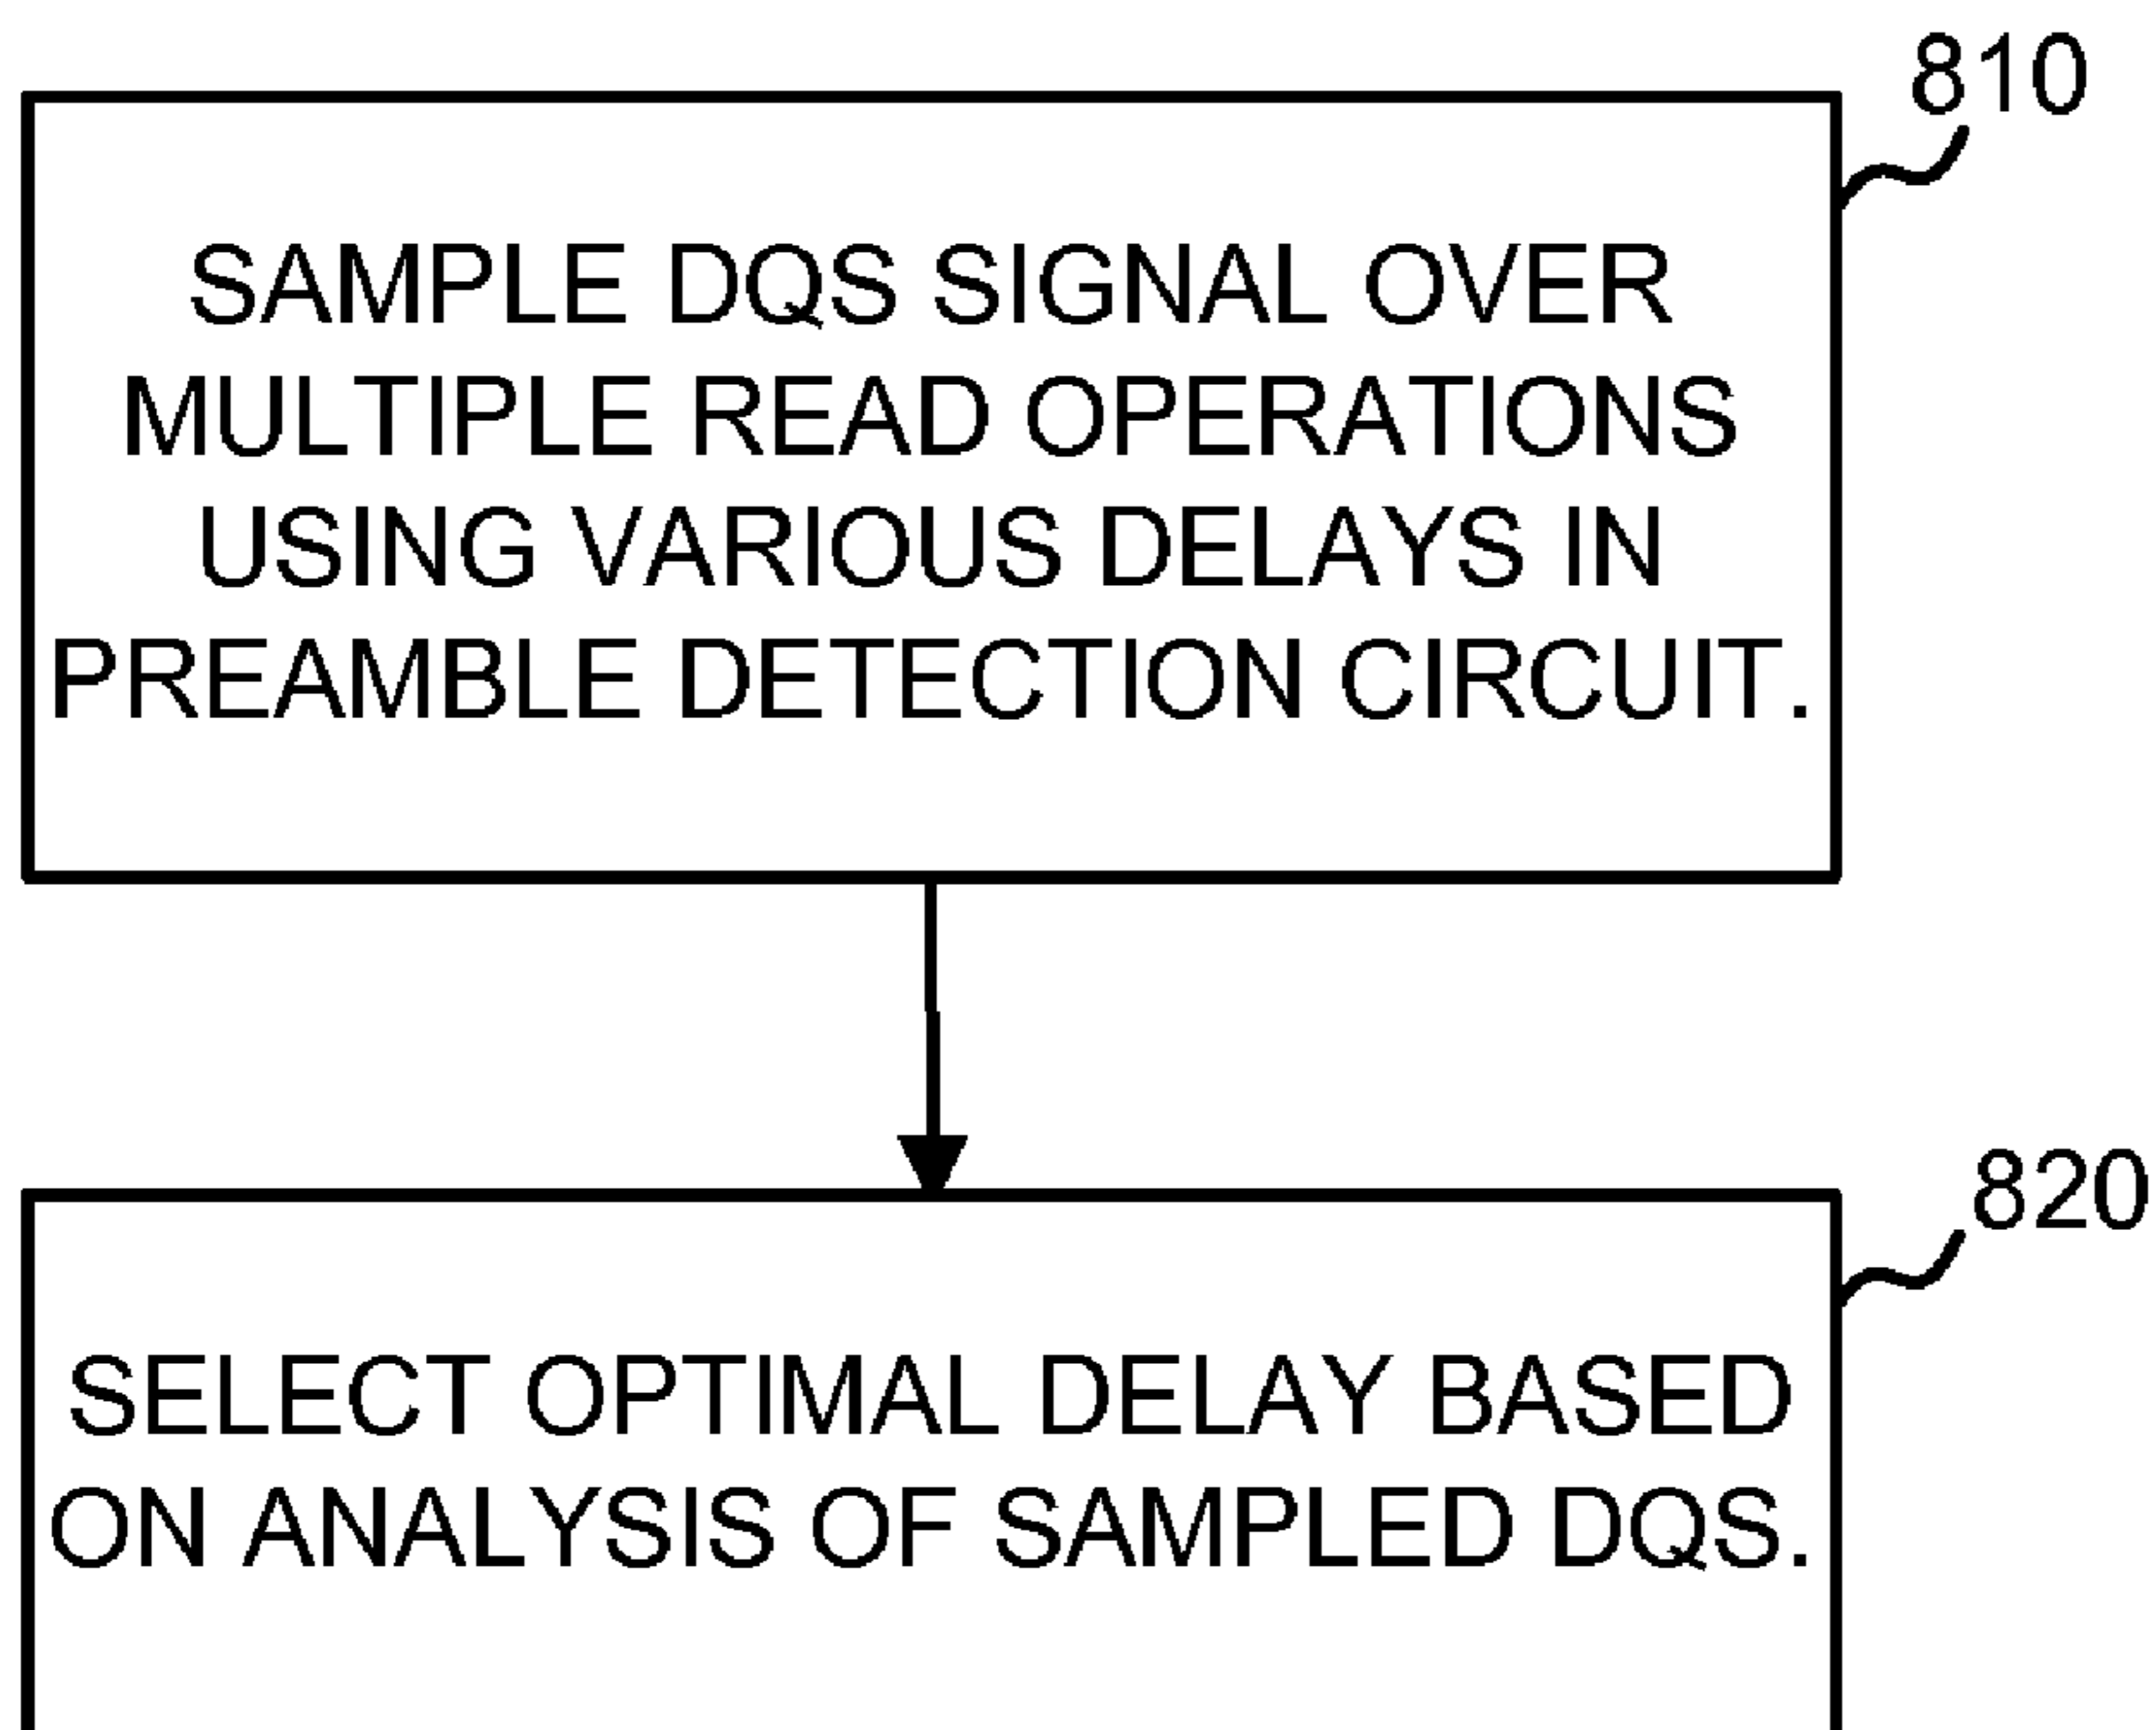 810
SAMPLE DQS SIGNAL OVER
MULTIPLE READ OPERATIONS
USING VARIOUS DELAYS IN
PREAMBLE DETECTION CIRCUIT.
820
SELECT OPTIMAL DELAY BASED
ON ANALYSIS OF SAMPLED DQS.